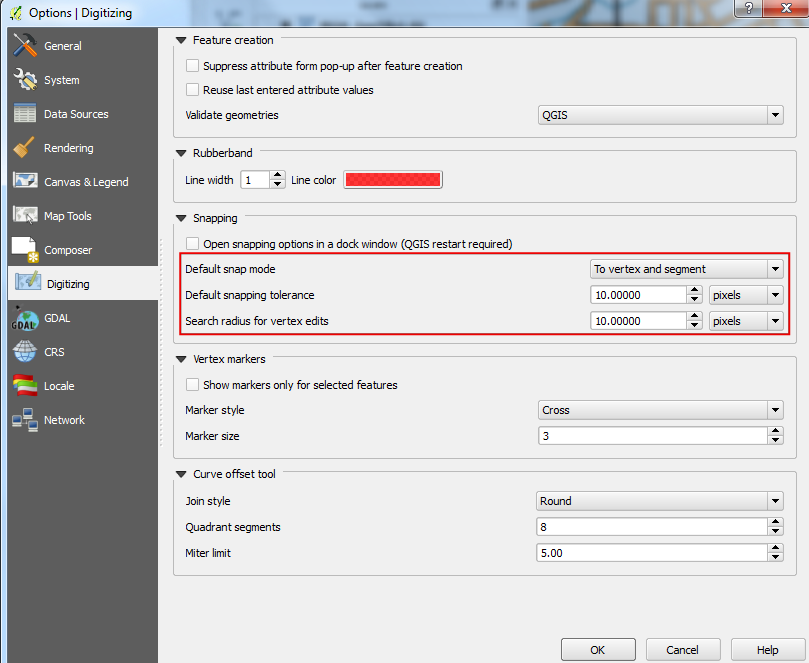 Options | Digitizing
?
General
System
Data Sources
Rendering
Canvas & Legend
Map Tools
Composer
Digitizing
GDAL
GDAL
CRS
Locale
Network
Feature creation
Suppress attribute form pop-up after feature creation
Reuse last entered attribute values
Validate geometries QGIS
Rubberband
Line width 1 Line color
Snapping
Open snapping options in a dock window (QGIS restart required)
Default snap mode To vertex and segment
Default snapping tolerance 10.00000 pixels
Search radius for vertex edits 10.00000 pixels
Vertex markers
Show markers only for selected features
Marker style Cross
Marker size 3
Curve offset tool
Join style Round
Quadrant segments 8
Miter limit 5.00
OK Cancel Help